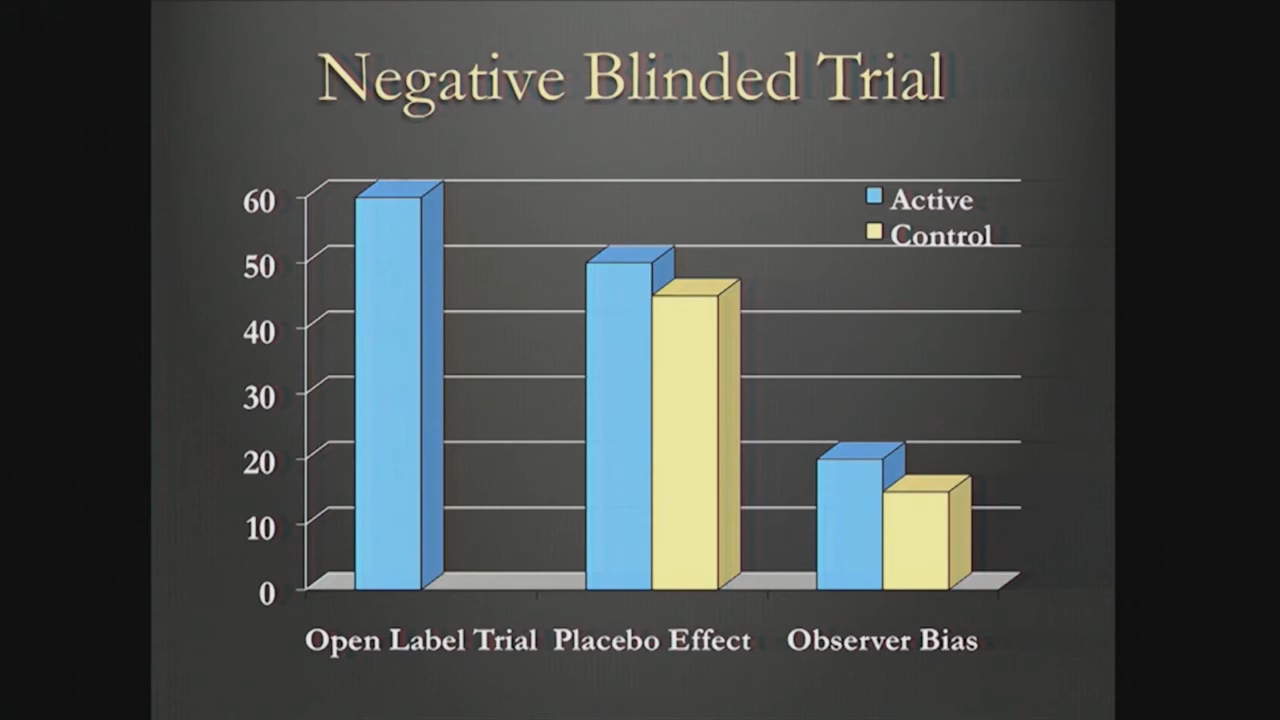 Negative Blinded Trial
60
50
40
30
20
10
0
Active
Control
Open Label Trial
Placebo Effect
Observer Bias